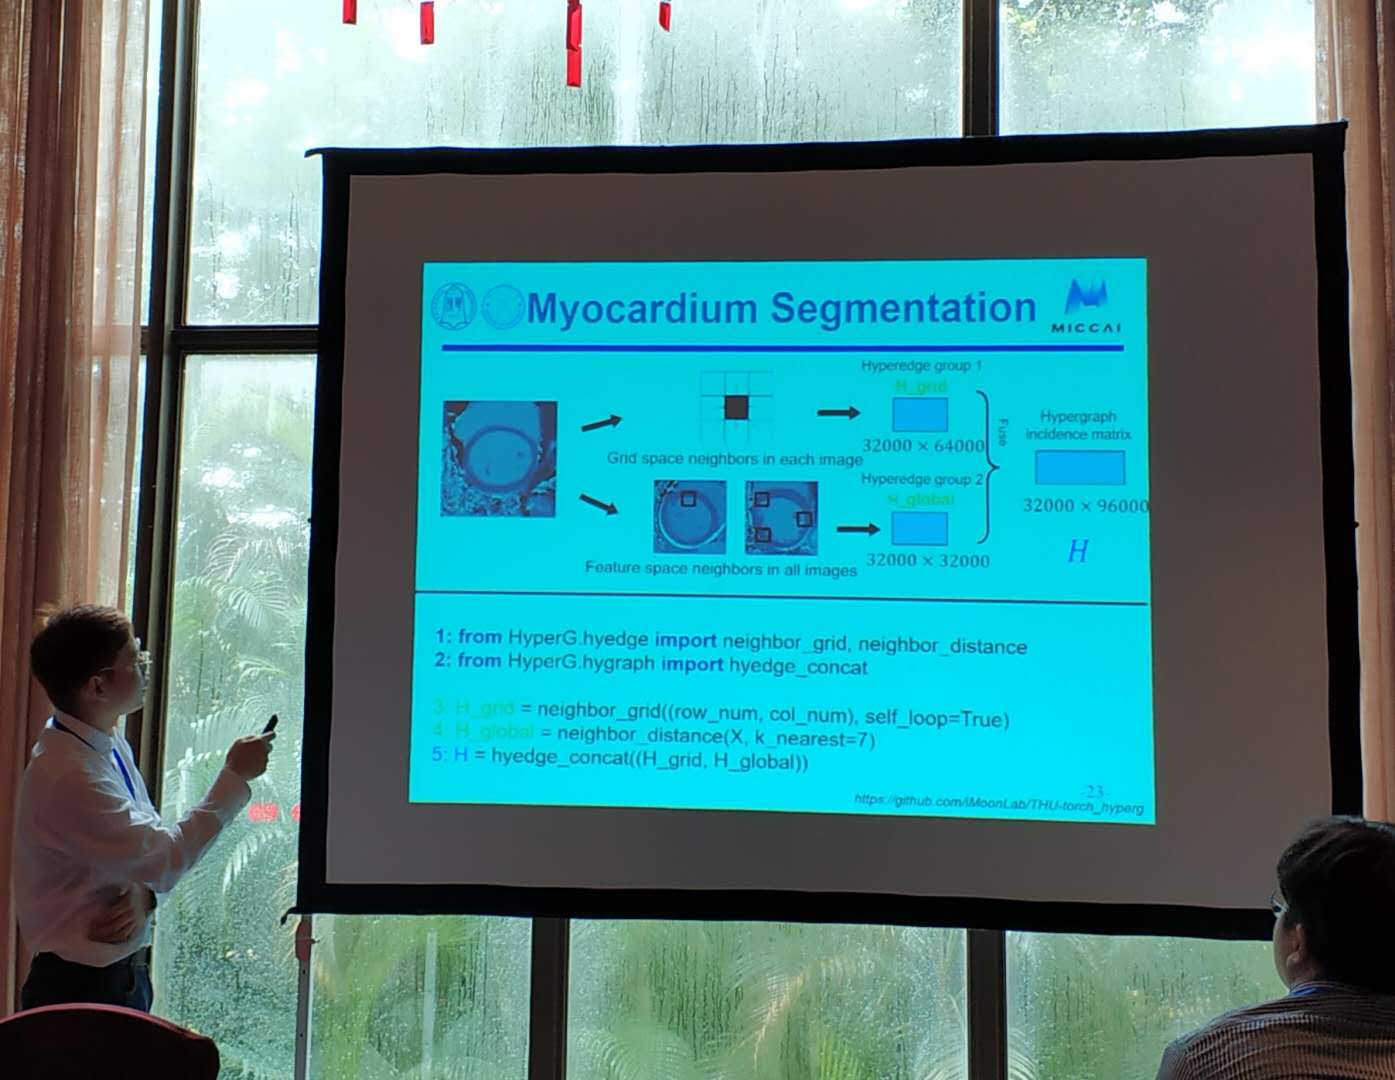 Myocardium Segmentation
MICCAI
Hyperedge group 1
H_grid
32000 × 64000
Grid space neighbors in each image
Fuse
Hypergraph
incidence matrix
32000 × 96000
H
Hyperedge group 2
H_global
32000 × 32000
Feature space neighbors in all images
1: from HyperG.hyedge import neighbor_grid, neighbor_distance
2: from HyperG.hygraph import hyedge_concat
3: H_grid = neighbor_grid((row_num, col_num), self_loop=True)
4: H_global = neighbor_distance(X, k_nearest=7)
5: H = hyedge_concat((H_grid, H_global))
-23-
https://github.com/iMoonLab/THU-torch_hyperg